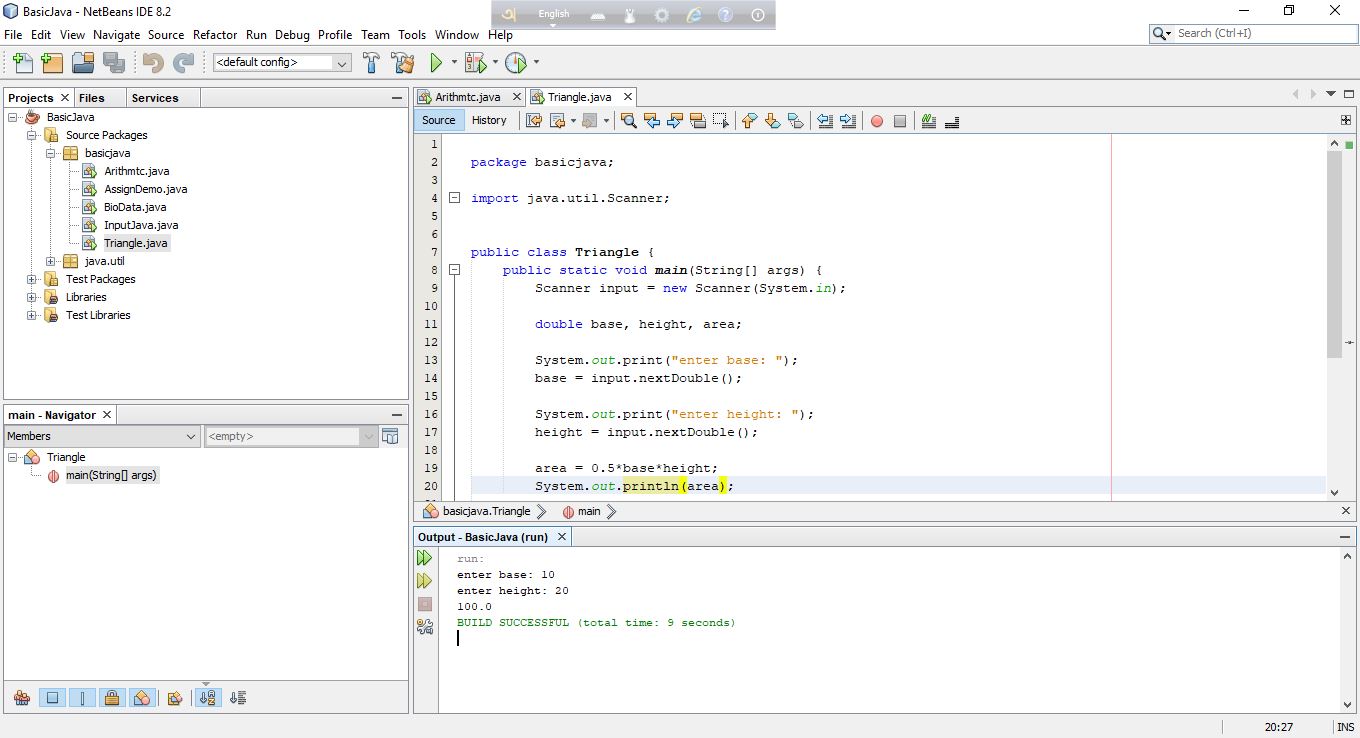 BasicJava - NetBeans IDE 8.2
English
File Edit View Navigate Source Refactor Run Debug Profile Team Tools Window Help
Search (Ctrl+I)
<default config>
Projects Files Services
BasicJava
Source Packages
basicjava
Arithmtc.java
AssignDemo.java
BioData.java
InputJava.java
Triangle.java
java.util
Test Packages
Libraries
Test Libraries
main - Navigator
Members <empty>
Triangle
main(String[] args)
Arithmtc.java Triangle.java
Source History
1
2 package basicjava;
3
4 import java.util.Scanner;
5
6
7 public class Triangle {
8 public static void main(String[] args) {
9 Scanner input = new Scanner(System.in);
10
11 double base, height, area;
12
13 System.out.print("enter base: ");
14 base = input.nextDouble();
15
16 System.out.print("enter height: ");
17 height = input.nextDouble();
18
19 area = 0.5*base*height;
20 System.out.println(area);
basicjava.Triangle main
Output - BasicJava (run)
run:
enter base: 10
enter height: 20
100.0
BUILD SUCCESSFUL (total time: 9 seconds)
20:27 INS